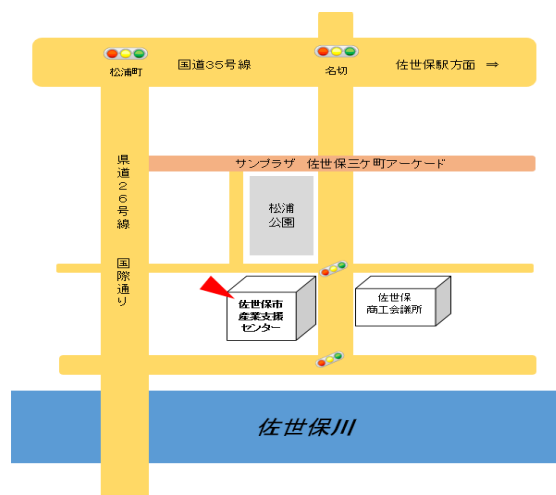 国道35号線
佐世保駅方面 ⇒
松浦町
名切
サンプラザ 佐世保三ケ町アーケード
県道26号線 国際通り
松浦
公園
佐世保市
産業支援
センター
佐世保
商工会議所
佐世保川